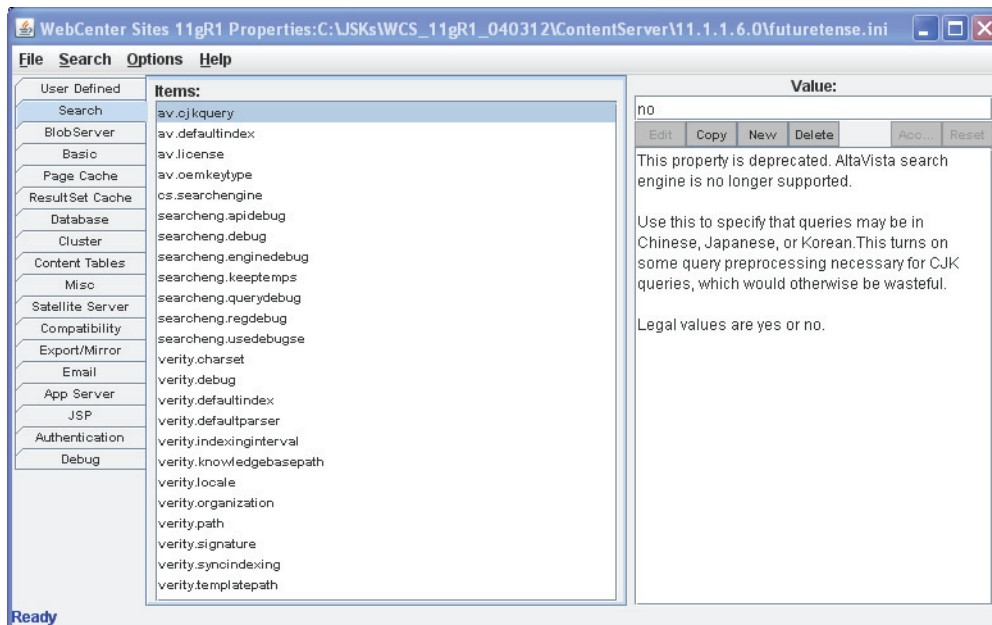 WebCenter Sites 11gR1 Properties:C:\JSKs\WCS_11gR1_040312\ContentServer\11.1.1.6.0\futuretense.ini
File Search Options Help
User Defined
Search
BlobServer
Basic
Page Cache
ResultSet Cache
Database
Cluster
Content Tables
Misc
Satellite Server
Compatibility
Export/Mirror
Email
App Server
JSP
Authentication
Debug
Items:
av.cjkquery
av.defaultindex
av.license
av.oemkeytype
cs.searchengine
searcheng.apidebug
searcheng.debug
searcheng.enginedebug
searcheng.keeptemps
searcheng.querydebug
searcheng.regdebug
searcheng.usedebugse
verity.charset
verity.debug
verity.defaultindex
verity.defaultparser
verity.indexinginterval
verity.knowledgebasepath
verity.locale
verity.organization
verity.path
verity.signature
verity.syncindexing
verity.templatepath
Value:
no
Edit Copy New Delete Acc... Reset
This property is deprecated. AltaVista search
engine is no longer supported.
Use this to specify that queries may be in
Chinese, Japanese, or Korean.This turns on
some query preprocessing necessary for CJK
queries, which would otherwise be wasteful.
Legal values are yes or no.
Ready